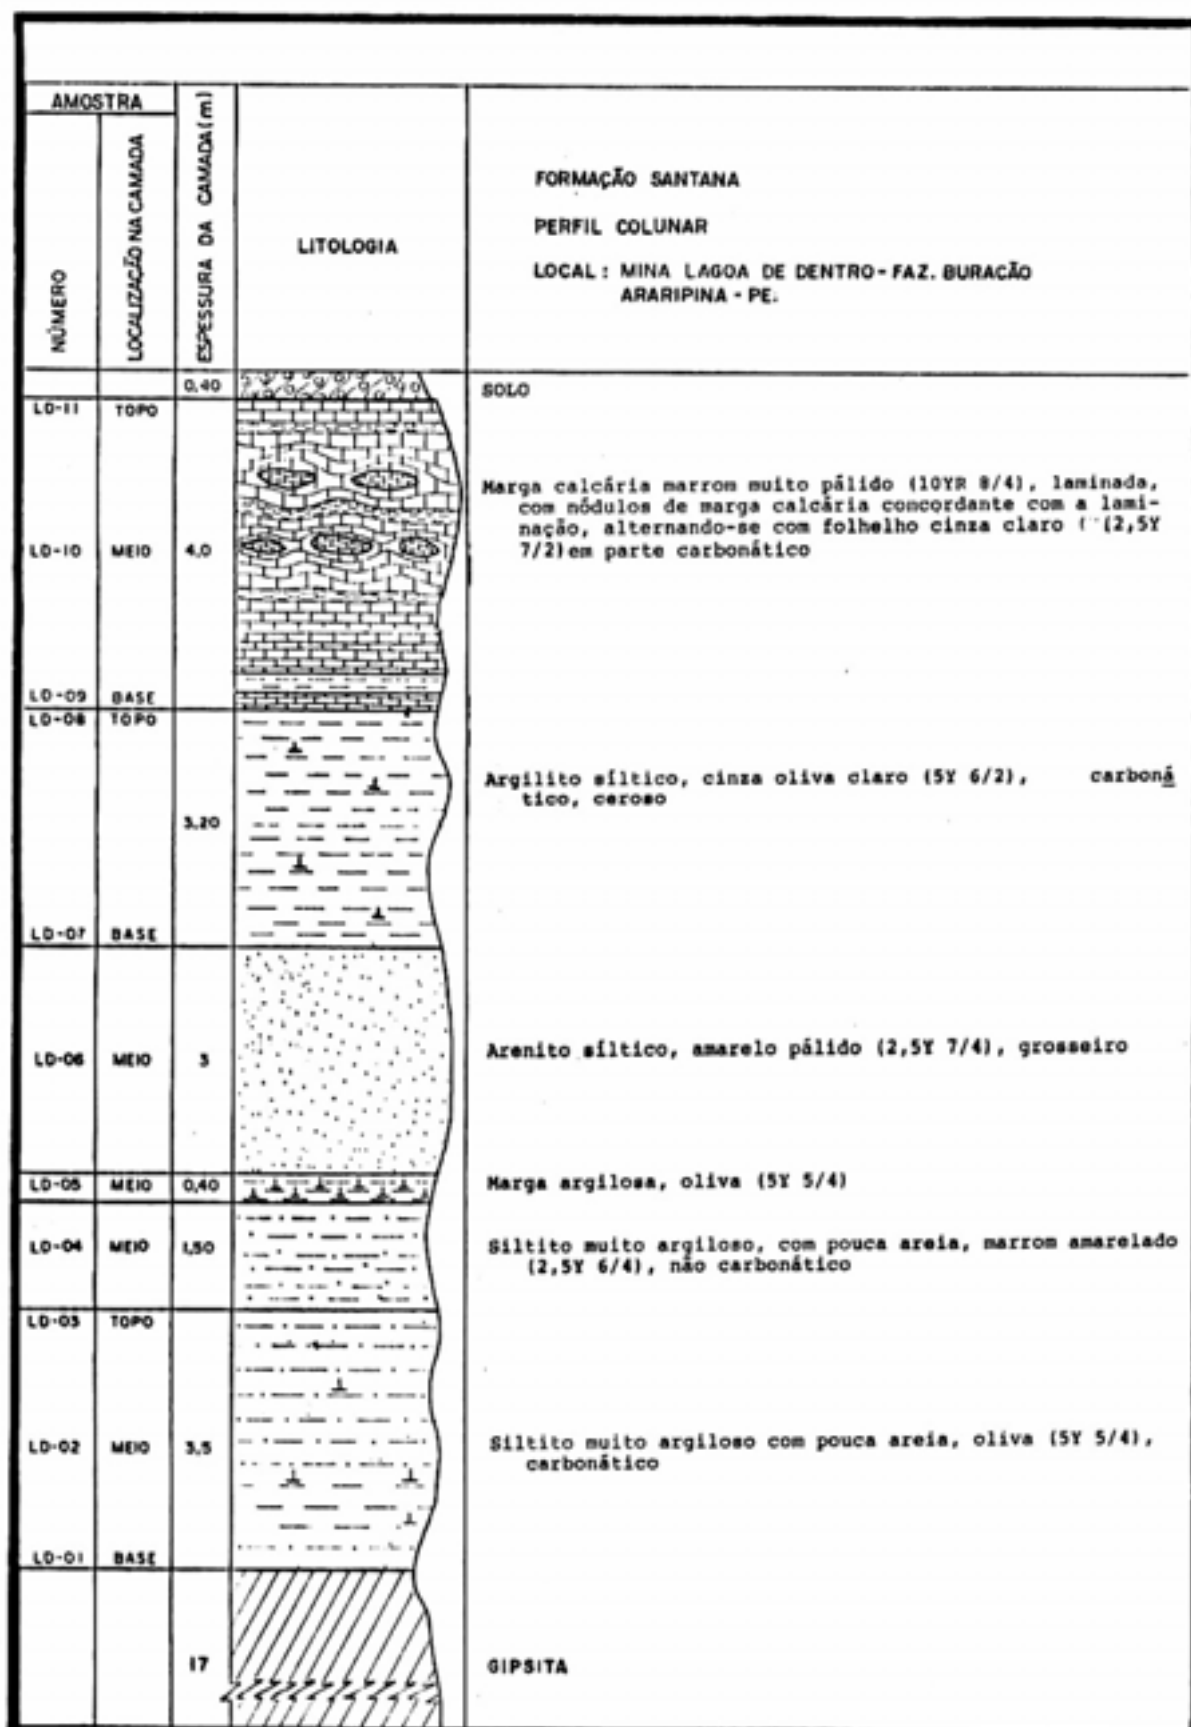 AMOSTRA
NÚMERO
LOCALIZAÇÃO NA CAMADA
ESPESSURA DA CAMADA (m)
LITOLOGIA
FORMAÇÃO SANTANA
PERFIL COLUNAR
LOCAL: MINA LAGOA DE DENTRO - FAZ. BURACÃO
ARARIPINA - PE.
0,40
SOLO
LD-11 TOPO
Marga calcária marrom muito pálido (10YR 8/4), laminada,
com nódulos de marga calcária concordante com a lami-
nação, alternando-se com folhelho cinza claro (2,5Y
7/2) em parte carbonático
LD-10 MEIO 4,0
LD-09 BASE
LD-08 TOPO
Argilito síltico, cinza oliva claro (5Y 6/2), carboná
tico, ceroso
3,20
LD-07 BASE
LD-06 MEIO 3
Arenito síltico, amarelo pálido (2,5Y 7/4), grosseiro
LD-05 MEIO 0,40
Marga argilosa, oliva (5Y 5/4)
LD-04 MEIO 1,50
Siltito muito argiloso, com pouca areia, marrom amarelado
(2,5Y 6/4), não carbonático
LD-03 TOPO
LD-02 MEIO 3,5
Siltito muito argiloso com pouca areia, oliva (5Y 5/4),
carbonático
LD-01 BASE
17
GIPSITA